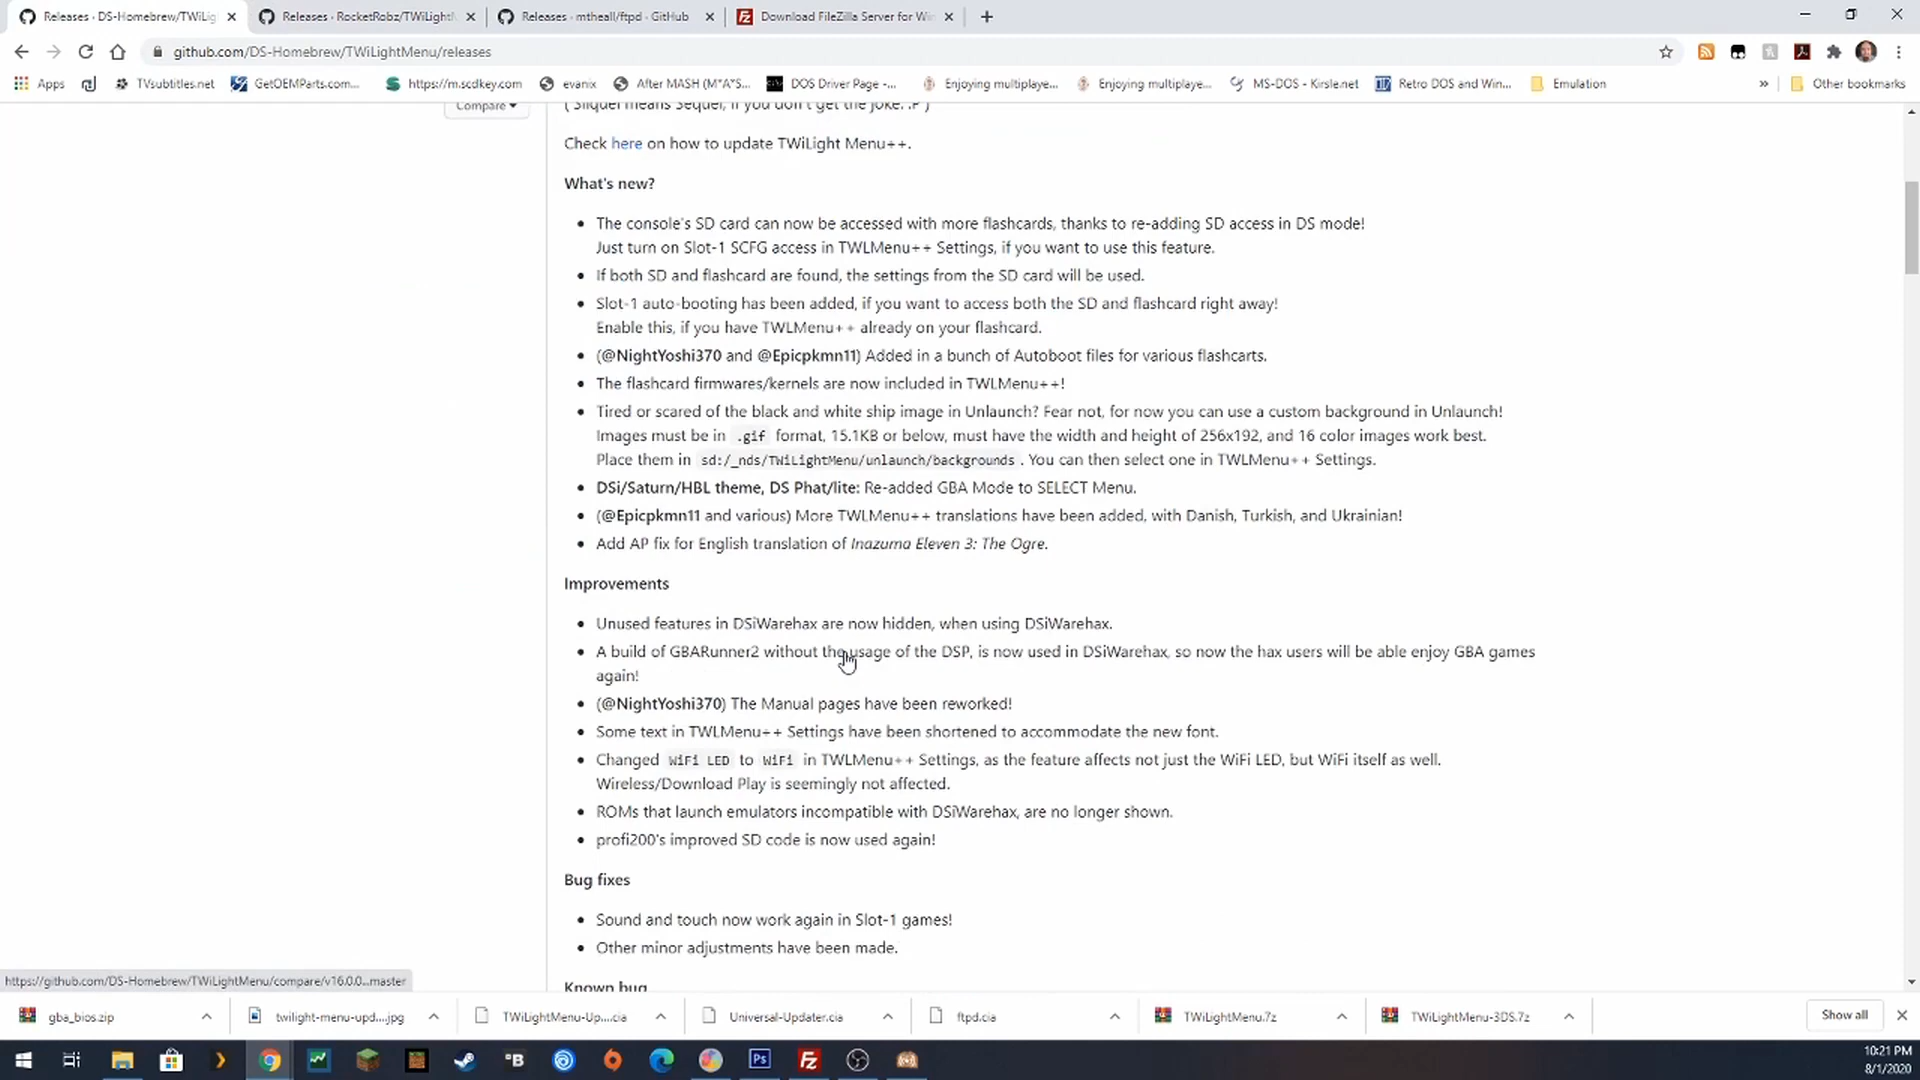 Releases · DS-Homebrew/TWiLig
Releases · RocketRobz/TWiLightM
Releases · mtheall/ftpd · GitHub
Download FileZilla Server for Win
github.com/DS-Homebrew/TWiLightMenu/releases
Apps
TVsubtitles.net
GetOEMParts.com...
https://m.scdkey.com
evanix
After MASH (M*A*S...
DOS Driver Page -...
Enjoying multiplaye...
Enjoying multiplaye...
MS-DOS - Kirsle.net
Retro DOS and Win...
Emulation
»
Other bookmarks
Compare
( Sliquel means Sequel, if you don't get the joke. :P )
Check here on how to update TWiLight Menu++.
What's new?
• The console's SD card can now be accessed with more flashcards, thanks to re-adding SD access in DS mode!
Just turn on Slot-1 SCFG access in TWLMenu++ Settings, if you want to use this feature.
• If both SD and flashcard are found, the settings from the SD card will be used.
• Slot-1 auto-booting has been added, if you want to access both the SD and flashcard right away!
Enable this, if you have TWLMenu++ already on your flashcard.
• (@NightYoshi370 and @Epicpkmn11) Added in a bunch of Autoboot files for various flashcarts.
• The flashcard firmwares/kernels are now included in TWLMenu++!
• Tired or scared of the black and white ship image in Unlaunch? Fear not, for now you can use a custom background in Unlaunch!
Images must be in .gif format, 15.1KB or below, must have the width and height of 256x192, and 16 color images work best.
Place them in sd:/_nds/TWiLightMenu/unlaunch/backgrounds . You can then select one in TWLMenu++ Settings.
• DSi/Saturn/HBL theme, DS Phat/lite: Re-added GBA Mode to SELECT Menu.
• (@Epicpkmn11 and various) More TWLMenu++ translations have been added, with Danish, Turkish, and Ukrainian!
• Add AP fix for English translation of Inazuma Eleven 3: The Ogre.
Improvements
• Unused features in DSiWarehax are now hidden, when using DSiWarehax.
• A build of GBARunner2 without the usage of the DSP, is now used in DSiWarehax, so now the hax users will be able enjoy GBA games
again!
• (@NightYoshi370) The Manual pages have been reworked!
• Some text in TWLMenu++ Settings have been shortened to accommodate the new font.
• Changed WiFi LED to WiFi in TWLMenu++ Settings, as the feature affects not just the WiFi LED, but WiFi itself as well.
Wireless/Download Play is seemingly not affected.
• ROMs that launch emulators incompatible with DSiWarehax, are no longer shown.
• profi200's improved SD code is now used again!
Bug fixes
• Sound and touch now work again in Slot-1 games!
• Other minor adjustments have been made.
Known bug
https://github.com/DS-Homebrew/TWiLightMenu/compare/v16.0.0...master
gba_bios.zip
twilight-menu-upd....jpg
TWiLightMenu-Up....cia
Universal-Updater.cia
ftpd.cia
TWiLightMenu.7z
TWiLightMenu-3DS.7z
Show all
10:21 PM
8/1/2020